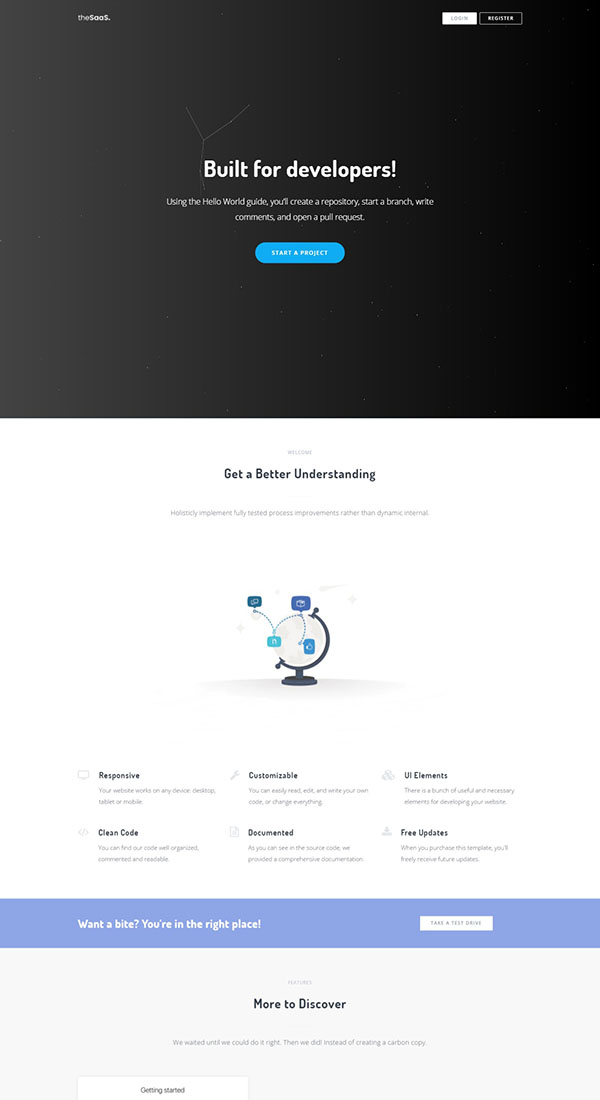 theSaaS.
LOGIN
REGISTER
Built for developers!
Using the Hello World guide, you'll create a repository, start a branch, write
comments, and open a pull request.
START A PROJECT
WELCOME
Get a Better Understanding
Holisticly implement fully tested process improvements rather than dynamic internal.
n
Responsive
Your website works on any device: desktop,
tablet or mobile.
Customizable
You can easily read, edit, and write your own
code, or change everything.
UI Elements
There is a bunch of useful and necessary
elements for developing your website.
Clean Code
You can find our code well organized,
commented and readable.
Documented
As you can see in the source code, we
provided a comprehensive documentation.
Free Updates
When you purchase this template, you'll
freely receive future updates.
Want a bite? You're in the right place!
TAKE A TEST DRIVE
FEATURES
More to Discover
We waited until we could do it right. Then we did! Instead of creating a carbon copy.
Getting started